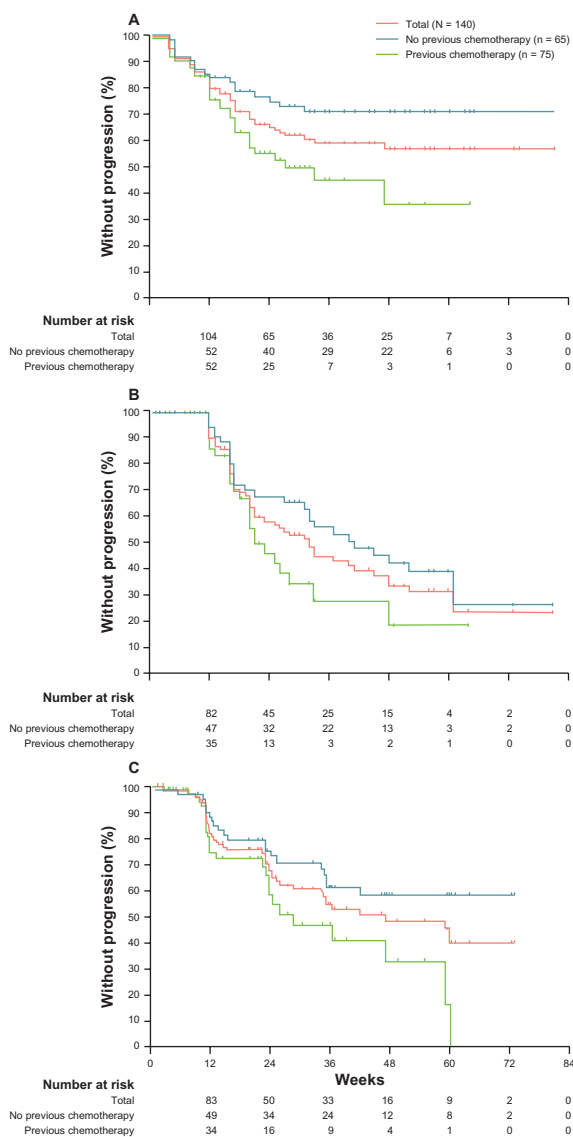 A
Total (N = 140)
No previous chemotherapy (n = 65)
Previous chemotherapy (n = 75)
Without progression (%)
100
90
80
70
60
50
40
30
20
10
0
Number at risk
Total 104 65 36 25 7 3 0
No previous chemotherapy 52 40 29 22 6 3 0
Previous chemotherapy 52 25 7 3 1 0 0
B
Without progression (%)
100
90
80
70
60
50
40
30
20
10
0
Number at risk
Total 82 45 25 15 4 2 0
No previous chemotherapy 47 32 22 13 3 2 0
Previous chemotherapy 35 13 3 2 1 0 0
C
Without progression (%)
100
90
80
70
60
50
40
30
20
10
0
0 12 24 36 48 60 72 84
Weeks
Number at risk
Total 83 50 33 16 9 2 0
No previous chemotherapy 49 34 24 12 8 2 0
Previous chemotherapy 34 16 9 4 1 0 0